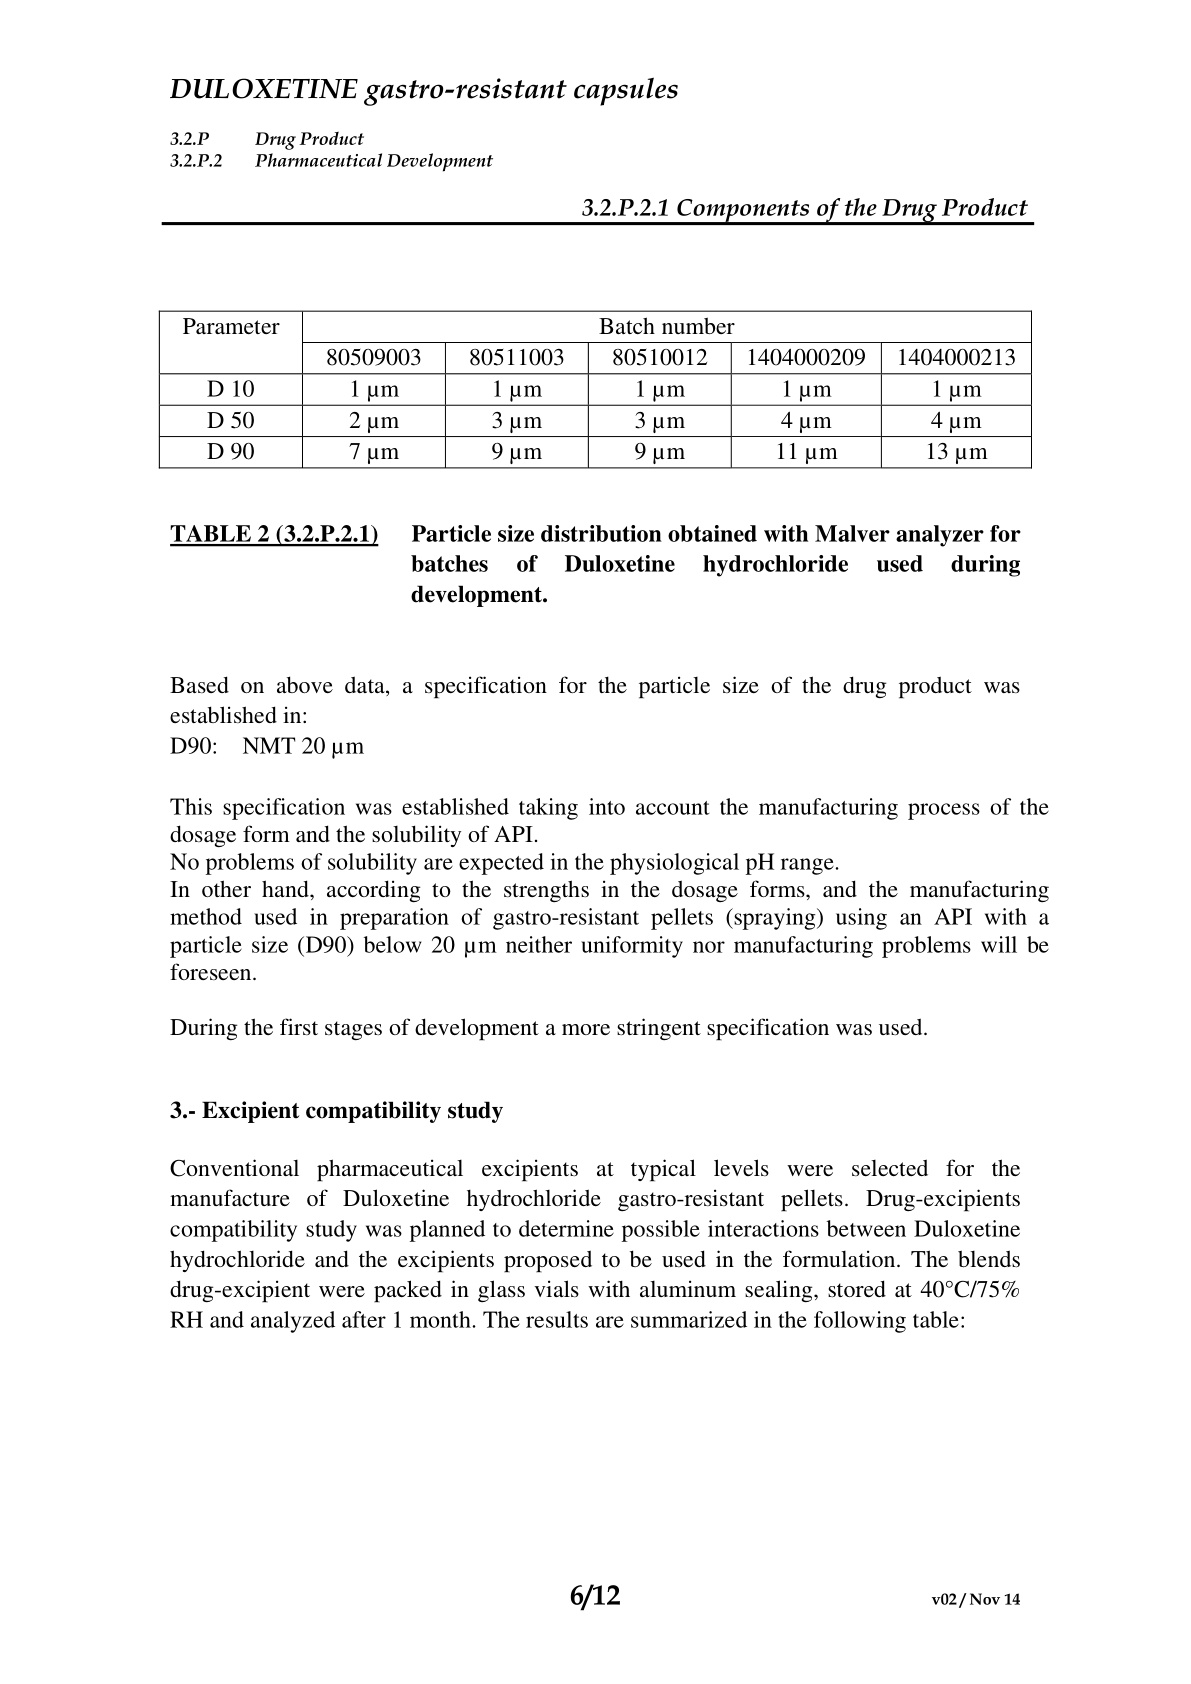 DULOXETINE gastro-resistant capsules
3.2.P Drug Product
3.2.P.2 Pharmaceutical Development
3.2.P.2.1 Components of the Drug Product
Parameter Batch number
80509003 80511003 80510012 1404000209 1404000213
D 10 1 µm 1 µm 1 µm 1 µm 1 µm
D 50 2 µm 3 µm 3 µm 4 µm 4 µm
D 90 7 µm 9 µm 9 µm 11 µm 13 µm
TABLE 2 (3.2.P.2.1) Particle size distribution obtained with Malver analyzer for
batches of Duloxetine hydrochloride used during
development.
Based on above data, a specification for the particle size of the drug product was
established in:
D90: NMT 20 µm
This specification was established taking into account the manufacturing process of the
dosage form and the solubility of API.
No problems of solubility are expected in the physiological pH range.
In other hand, according to the strengths in the dosage forms, and the manufacturing
method used in preparation of gastro-resistant pellets (spraying) using an API with a
particle size (D90) below 20 µm neither uniformity nor manufacturing problems will be
foreseen.
During the first stages of development a more stringent specification was used.
3.- Excipient compatibility study
Conventional pharmaceutical excipients at typical levels were selected for the
manufacture of Duloxetine hydrochloride gastro-resistant pellets. Drug-excipients
compatibility study was planned to determine possible interactions between Duloxetine
hydrochloride and the excipients proposed to be used in the formulation. The blends
drug-excipient were packed in glass vials with aluminum sealing, stored at 40°C/75%
RH and analyzed after 1 month. The results are summarized in the following table:
6/12
v02 / Nov 14